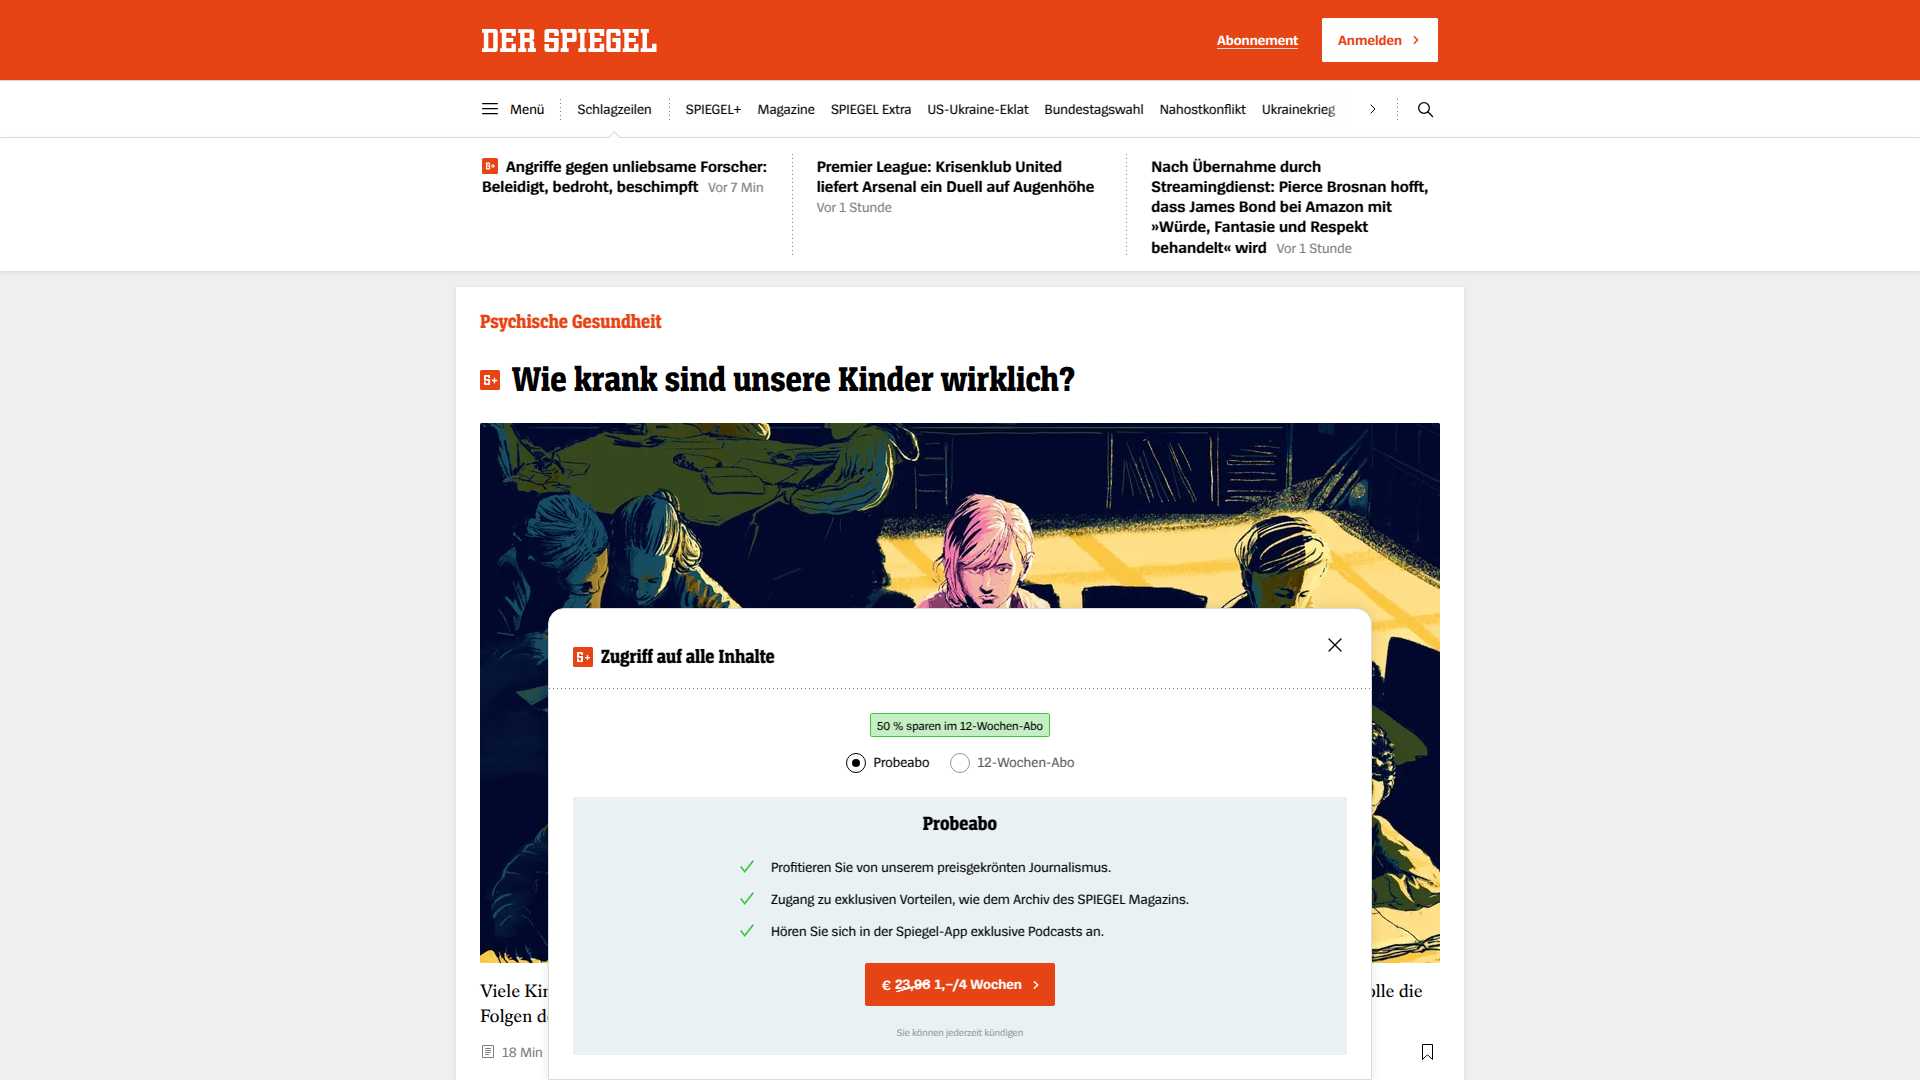 DER SPIEGEL
Abonnement
Anmelden
Menü
Schlagzeilen
SPIEGEL+
Magazine
SPIEGEL Extra
US-Ukraine-Eklat
Bundestagswahl
Nahostkonflikt
Ukrainekrieg
Angriffe gegen unliebsame Forscher:
Beleidigt, bedroht, beschimpft Vor 7 Min
Premier League: Krisenklub United
liefert Arsenal ein Duell auf Augenhöhe
Vor 1 Stunde
Nach Übernahme durch
Streamingdienst: Pierce Brosnan hofft,
dass James Bond bei Amazon mit
»Würde, Fantasie und Respekt
behandelt« wird Vor 1 Stunde
Psychische Gesundheit
S+ Wie krank sind unsere Kinder wirklich?
S+ Zugriff auf alle Inhalte
50 % sparen im 12-Wochen-Abo
Probeabo
12-Wochen-Abo
Probeabo
Profitieren Sie von unserem preisgekrönten Journalismus.
Zugang zu exklusiven Vorteilen, wie dem Archiv des SPIEGEL Magazins.
Hören Sie sich in der Spiegel-App exklusive Podcasts an.
€ 23,96 1,–/4 Wochen
Sie können jederzeit kündigen
Viele die
Folgen
18 Min